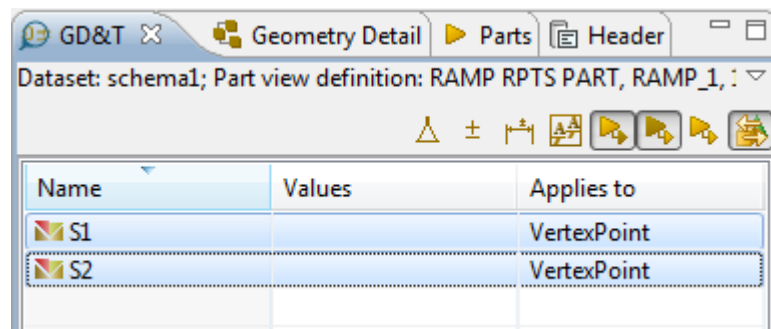 GD&T Geometry Detail Parts Header
Dataset: schema1; Part view definition: RAMP RPTS PART, RAMP_1,
Name Values Applies to
S1 VertexPoint
S2 VertexPoint